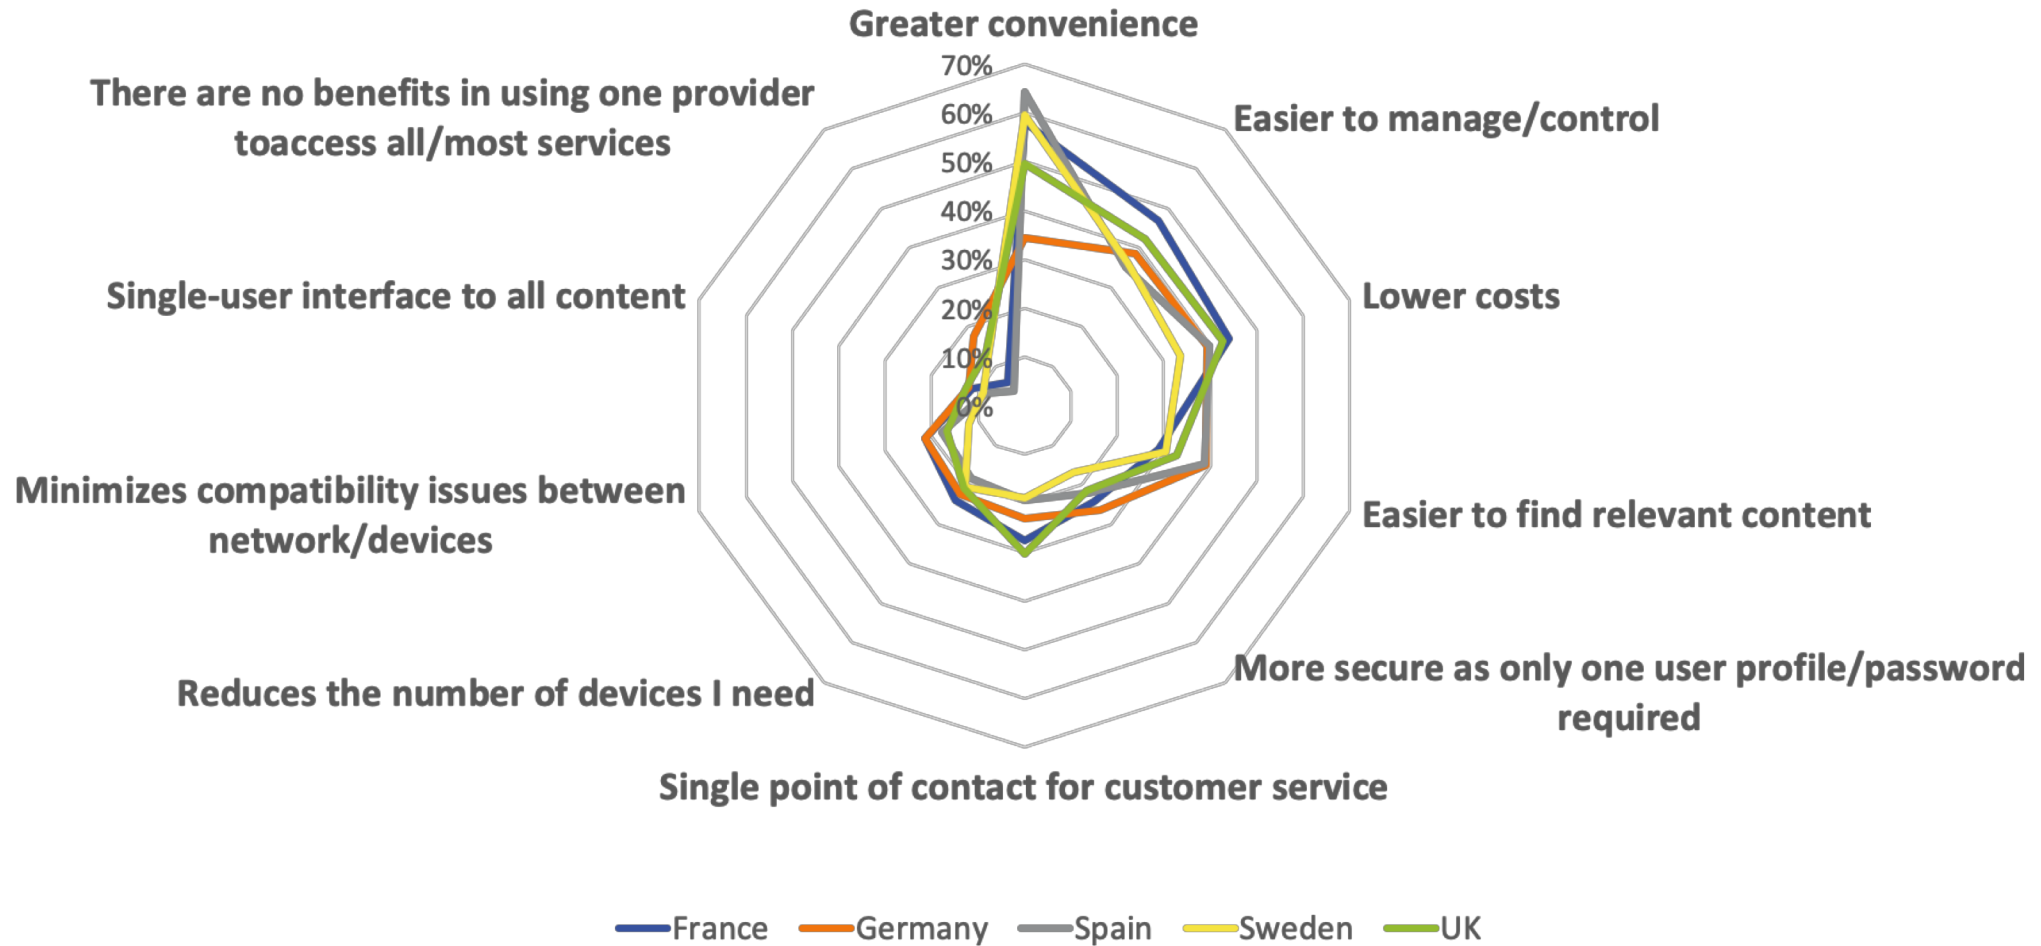 Greater convenience
70%
60%
50%
40%
30%
20%
10%
0%
Easier to manage/control
Lower costs
Easier to find relevant content
More secure as only one user profile/password
required
Single point of contact for customer service
Reduces the number of devices I need
Minimizes compatibility issues between
network/devices
Single-user interface to all content
There are no benefits in using one provider
toaccess all/most services
France Germany Spain Sweden UK